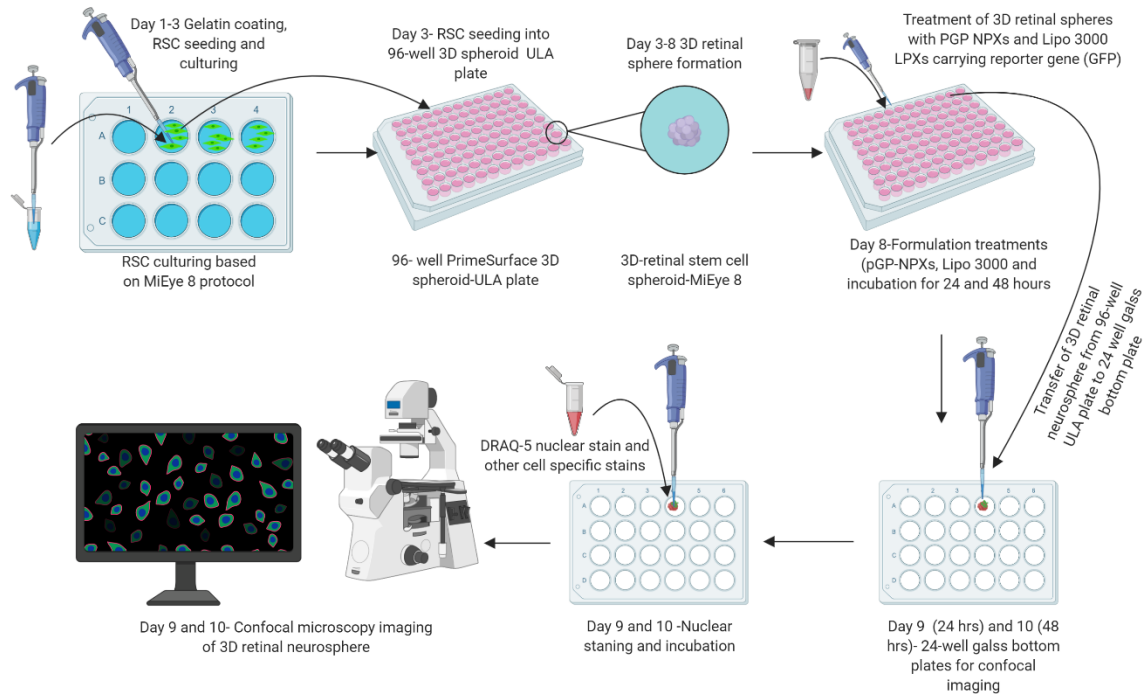 Day 1-3 Gelatin coating,
RSC seeding and
culturing
1
2
3
4
A
B
C
RSC culturing based
on MiEye 8 protocol
Day 3- RSC seeding into
96-well 3D spheroid ULA
plate
96- well PrimeSurface 3D
spheroid-ULA plate
Day 3-8 3D retinal
sphere formation
3D-retinal stem cell
spheroid-MiEye 8
Treatment of 3D retinal spheres
with PGP NPXs and Lipo 3000
LPXs carrying reporter gene (GFP)
Day 8-Formulation treatments
(pGP-NPXs, Lipo 3000 and
incubation for 24 and 48 hours
Transfer of 3D retinal
neurosphere from 96-well
ULA plate to 24 well galss
bottom plate
1 2 3 5 6
A
B
C
D
Day 9 (24 hrs) and 10 (48
hrs)- 24-well galss bottom
plates for confocal
imaging
DRAQ-5 nuclear stain and
other cell specific stains
1 2 3 5 6
A
B
C
D
Day 9 and 10 -Nuclear
staning and incubation
Day 9 and 10- Confocal microscopy imaging
of 3D retinal neurosphere